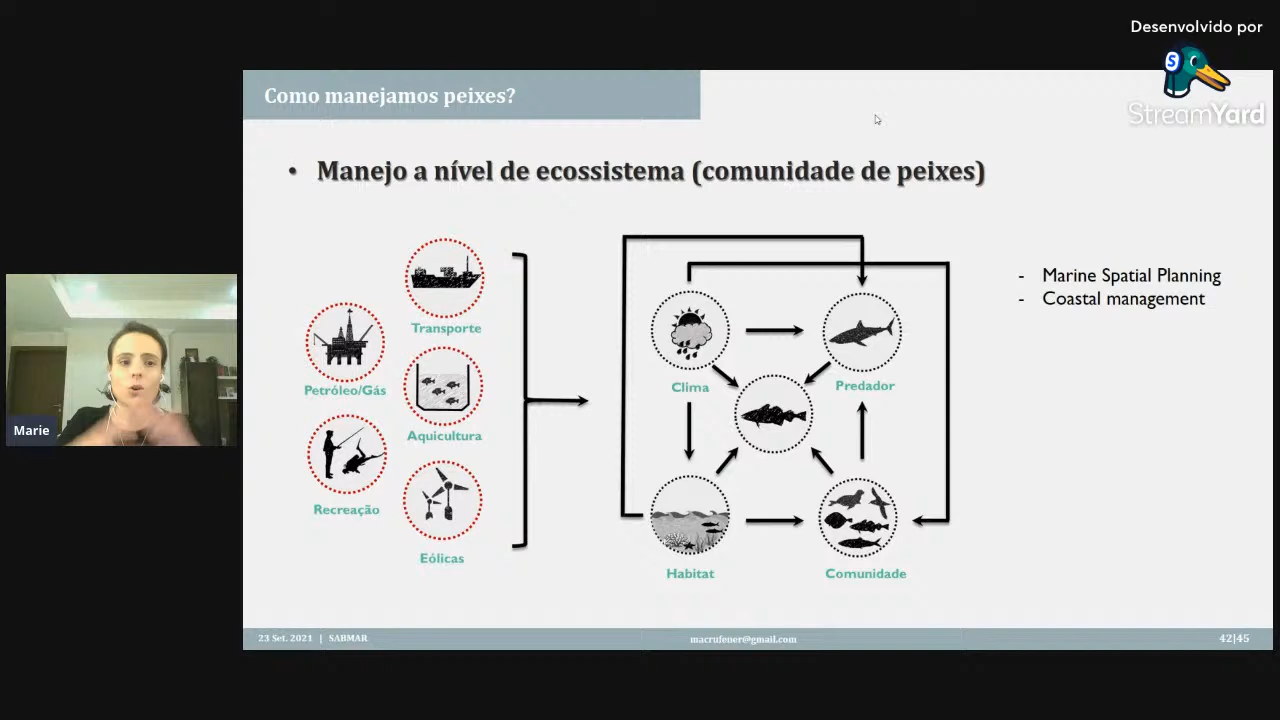 Desenvolvido por
S
StreamYard
Como manejamos peixes?
• Manejo a nível de ecossistema (comunidade de peixes)
Transporte
Petróleo/Gás
Aquicultura
Recreação
Eólicas
Clima
Predador
Habitat
Comunidade
- Marine Spatial Planning
- Coastal management
Marie
23 Set. 2021 | SABMAR
macrufener@gmail.com
42|45